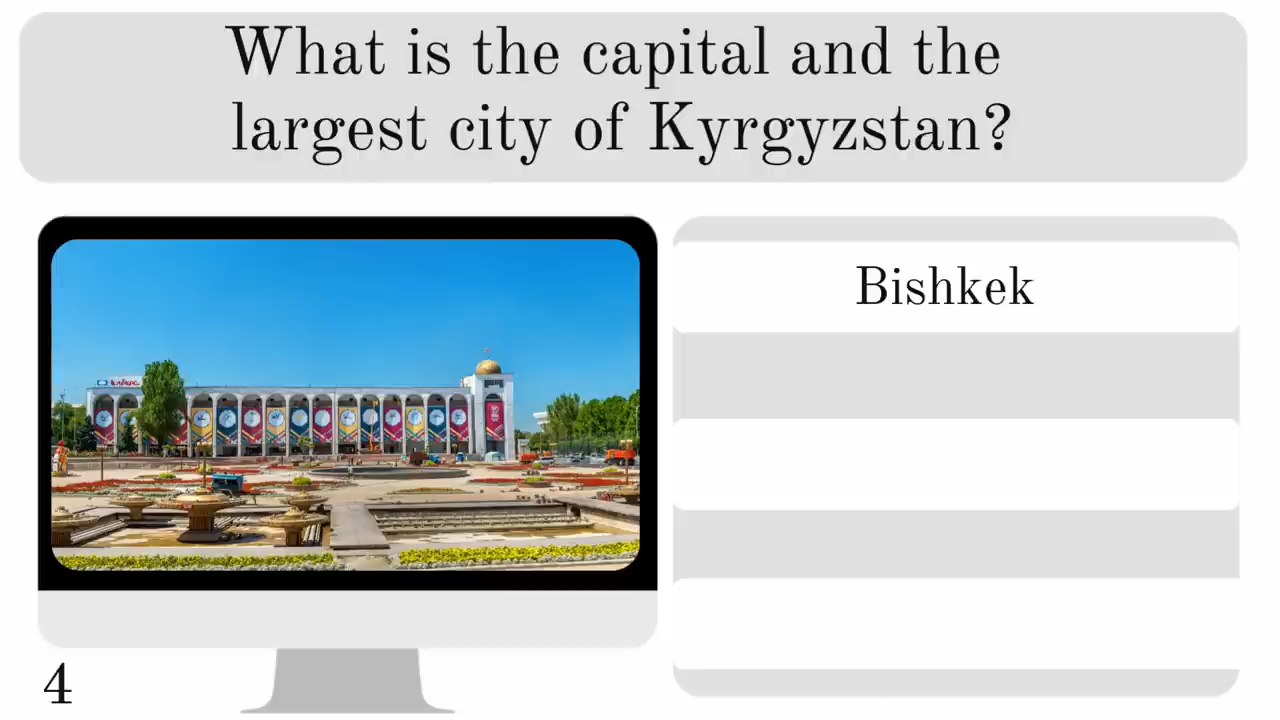 What is the capital and the
largest city of Kyrgyzstan?
Bishkek
4